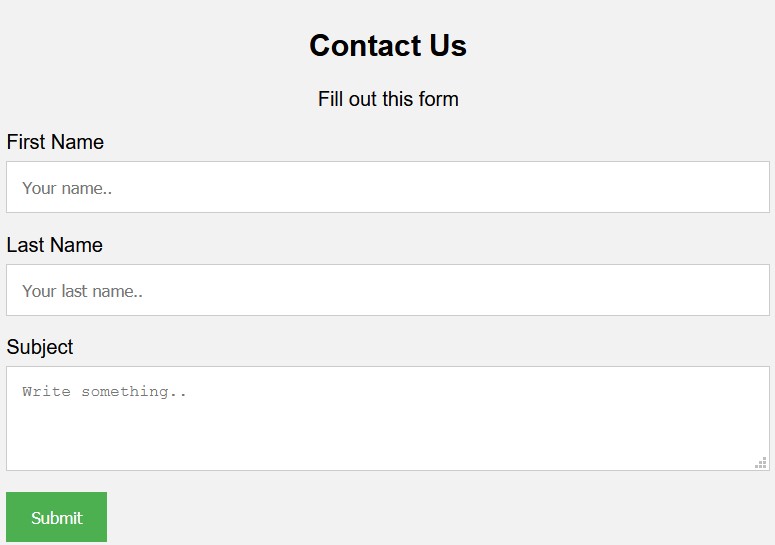 Contact Us
Fill out this form
First Name
Your name..
Last Name
Your last name..
Subject
Write something..
Submit